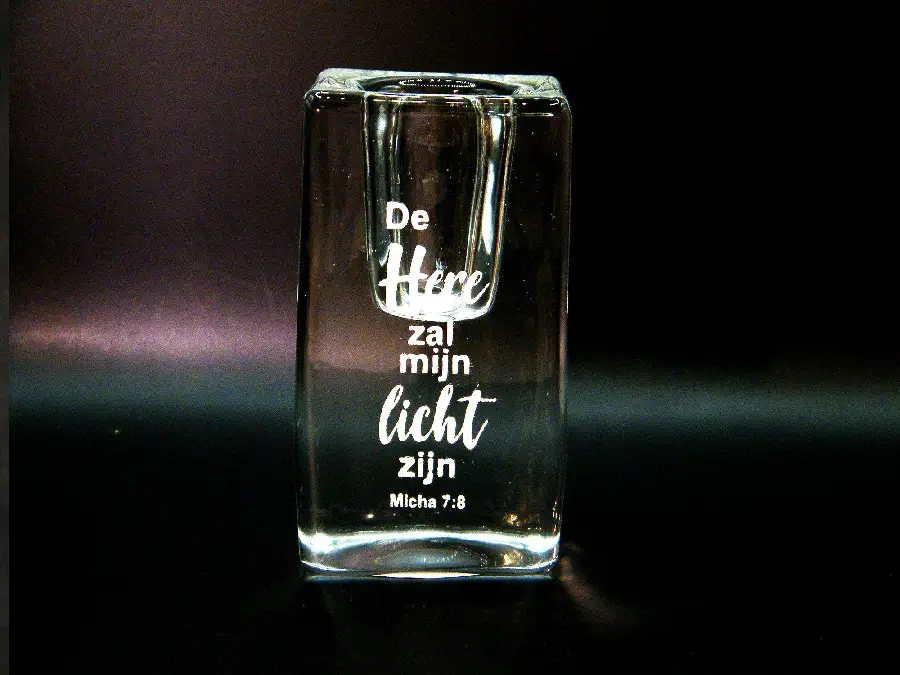 De
Here
zal
mijn
licht
zijn
Micha 7:8